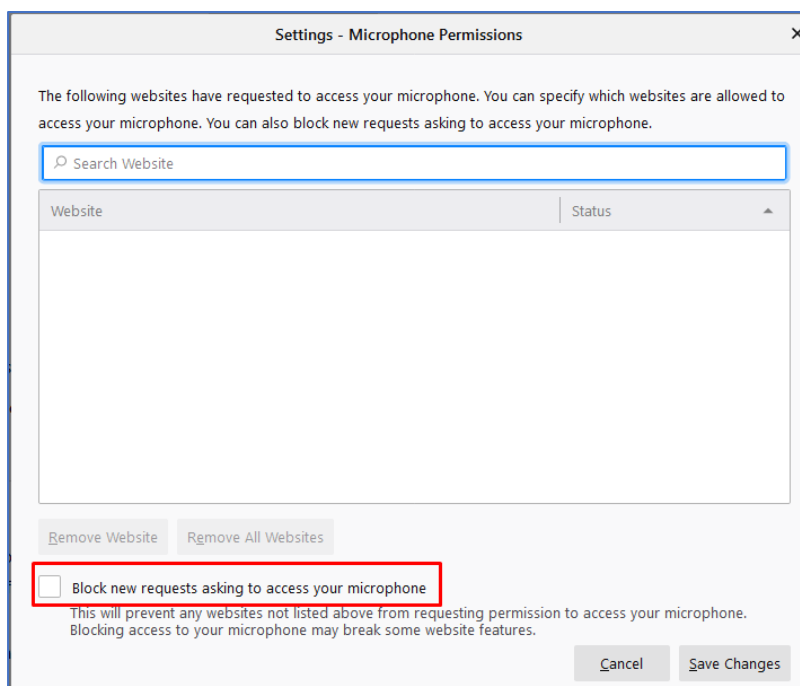 Settings - Microphone Permissions
The following websites have requested to access your microphone. You can specify which websites are allowed to
access your microphone. You can also block new requests asking to access your microphone.
Search Website
Website Status
Remove Website Remove All Websites
Block new requests asking to access your microphone
This will prevent any websites not listed above from requesting permission to access your microphone.
Blocking access to your microphone may break some website features.
Cancel Save Changes